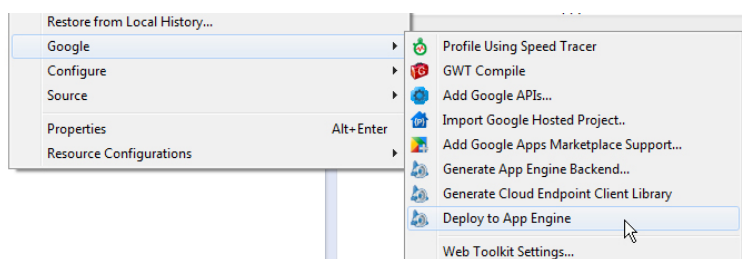 Restore from Local History...
Google
Configure
Source
Properties Alt+Enter
Resource Configurations
Profile Using Speed Tracer
GWT Compile
Add Google APIs...
Import Google Hosted Project..
Add Google Apps Marketplace Support...
Generate App Engine Backend...
Generate Cloud Endpoint Client Library
Deploy to App Engine
Web Toolkit Settings...